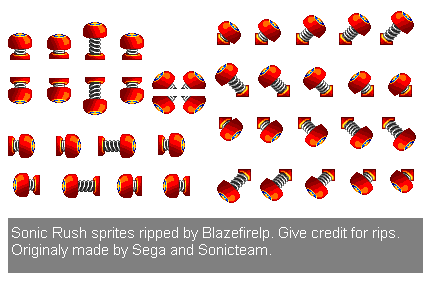 Sonic Rush sprites ripped by Blazefirelp. Give credit for rips.
Originaly made by Sega and Sonicteam.